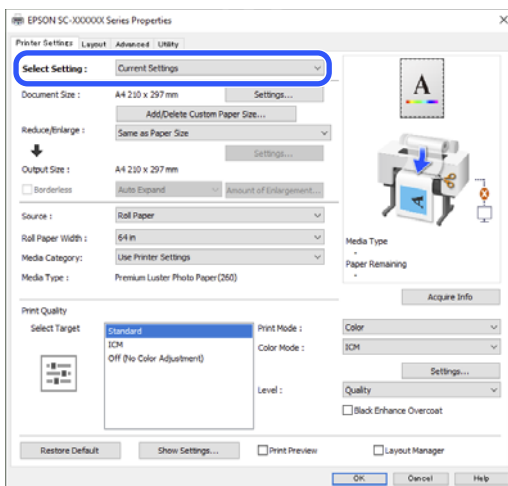 EPSON SC-XXXXXX Series Properties
Printer Settings Layout Advanced Utility
Select Setting : Current Settings
Document Size : A4 210 x 297 mm Settings...
Add/Delete Custom Paper Size...
Reduce/Enlarge : Same as Paper Size
Settings...
Output Size : A4 210 x 297 mm
Borderless Auto Expand Amount of Enlargement...
Source : Roll Paper
Roll Paper Width : 64 in
Media Category: Use Printer Settings
Media Type : Premium Luster Photo Paper(260)
A
Media Type
-
Paper Remaining
-
Acquire Info
Print Quality
Select Target
Standard
ICM
Off (No Color Adjustment)
Print Mode : Color
Color Mode : ICM
Settings...
Level : Quality
Black Enhance Overcoat
Restore Default Show Settings... Print Preview Layout Manager
OK Cancel Help